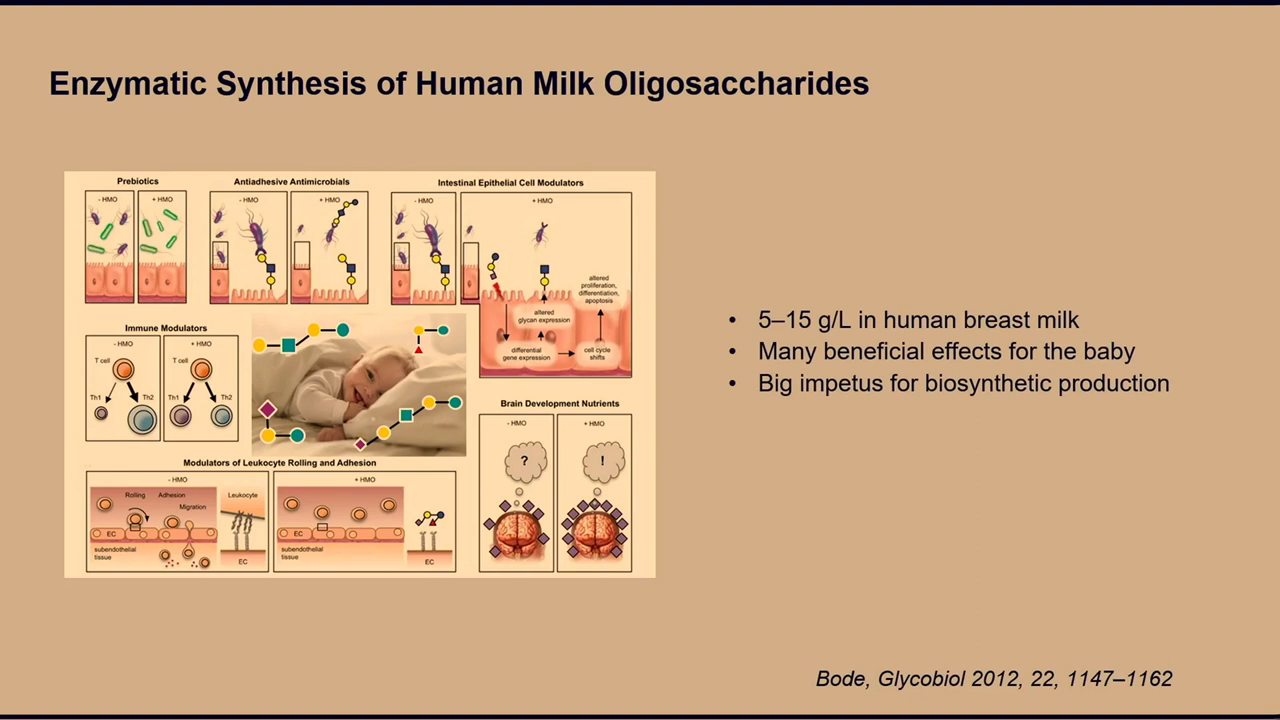 Enzymatic Synthesis of Human Milk Oligosaccharides
Prebiotics
- HMO
+ HMO
Antiadhesive Antimicrobials
- HMO
+ HMO
Intestinal Epithelial Cell Modulators
- HMO
+ HMO
altered
proliferation,
differentiation,
apoptosis
altered
glycan expression
differential
gene expression
cell cycle
shifts
Immune Modulators
- HMO
+ HMO
T cell
T cell
Th1
Th2
Th1
Th2
Brain Development Nutrients
- HMO
+ HMO
?
!
Modulators of Leukocyte Rolling and Adhesion
- HMO
+ HMO
Rolling
Adhesion
Migration
Leukocyte
EC
subendothelial
tissue
EC
EC
subendothelial
tissue
EC
• 5–15 g/L in human breast milk
• Many beneficial effects for the baby
• Big impetus for biosynthetic production
Bode, Glycobiol 2012, 22, 1147–1162